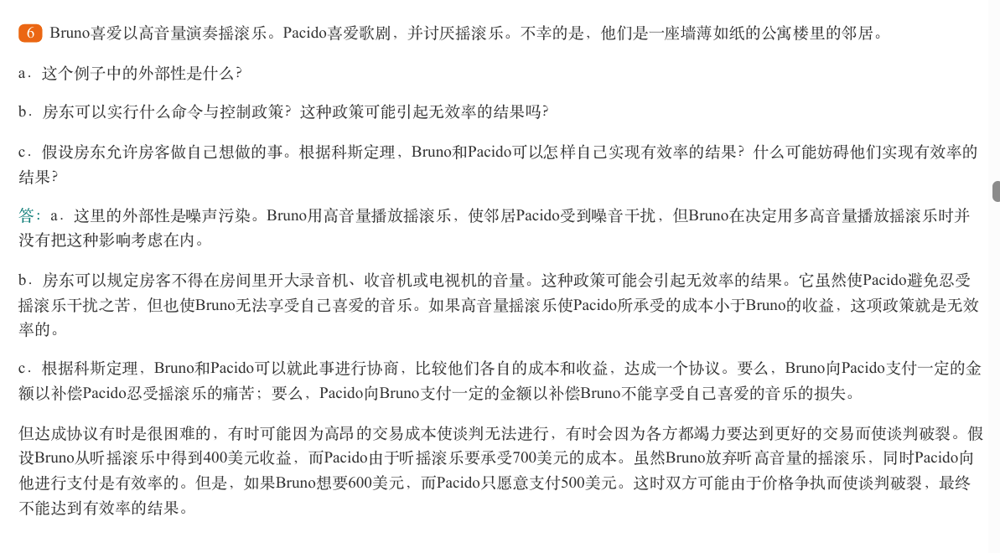 6 Bruno喜爱以高音量演奏摇滚乐。Pacido喜爱歌剧，并讨厌摇滚乐。不幸的是，他们是一座墙薄如纸的公寓楼里的邻居。
a．这个例子中的外部性是什么？
b．房东可以实行什么命令与控制政策？这种政策可能引起无效率的结果吗？
c．假设房东允许房客做自己想做的事。根据科斯定理，Bruno和Pacido可以怎样自己实现有效率的结果？什么可能妨碍他们实现有效率的
结果？
答：a．这里的外部性是噪声污染。Bruno用高音量播放摇滚乐，使邻居Pacido受到噪音干扰，但Bruno在决定用多高音量播放摇滚乐时并
没有把这种影响考虑在内。
b．房东可以规定房客不得在房间里开大录音机、收音机或电视机的音量。这种政策可能会引起无效率的结果。它虽然使Pacido避免忍受
摇滚乐干扰之苦，但也使Bruno无法享受自己喜爱的音乐。如果高音量摇滚乐使Pacido所承受的成本小于Bruno的收益，这项政策就是无效
率的。
c．根据科斯定理，Bruno和Pacido可以就此事进行协商，比较他们各自的成本和收益，达成一个协议。要么，Bruno向Pacido支付一定的金
额以补偿Pacido忍受摇滚乐的痛苦；要么，Pacido向Bruno支付一定的金额以补偿Bruno不能享受自己喜爱的音乐的损失。
但达成协议有时是很困难的，有时可能因为高昂的交易成本使谈判无法进行，有时会因为各方都竭力要达到更好的交易而使谈判破裂。假
设Bruno从听摇滚乐中得到400美元收益，而Pacido由于听摇滚乐要承受700美元的成本。虽然Bruno放弃听高音量的摇滚乐，同时Pacido向
他进行支付是有效率的。但是，如果Bruno想要600美元，而Pacido只愿意支付500美元。这时双方可能由于价格争执而使谈判破裂，最终
不能达到有效率的结果。